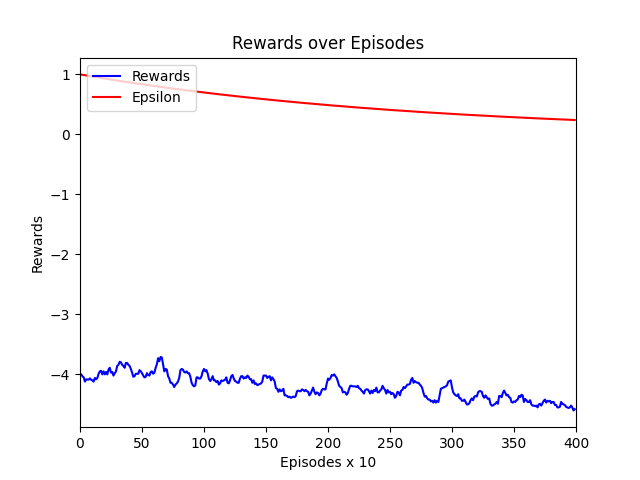 Rewards over Episodes
Rewards
Epsilon
1
0
−1
−2
−3
−4
Rewards
0 50 100 150 200 250 300 350 400
Episodes x 10